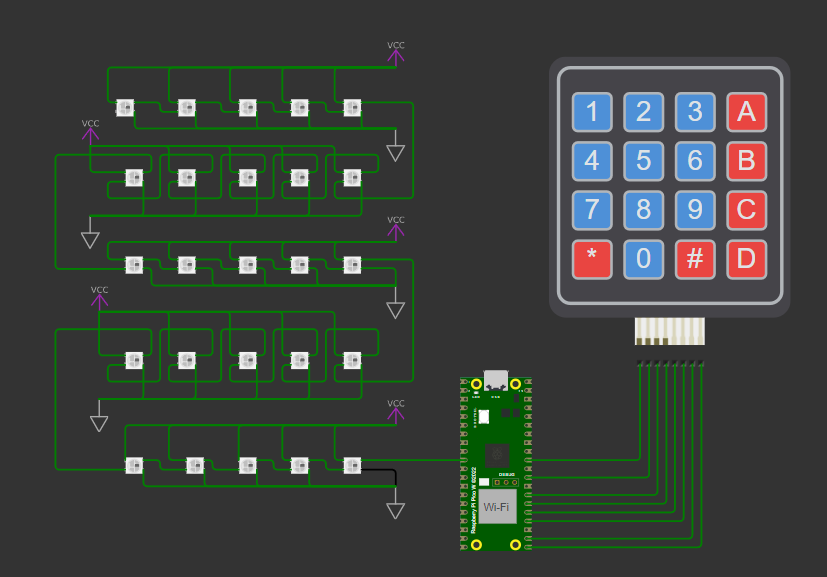 VCC
VCC
VCC
VCC
VCC
1 2 3 A
4 5 6 B
7 8 9 C
* 0 # D
DEBUG
Raspberry Pi Pico W ©2022
Wi-Fi